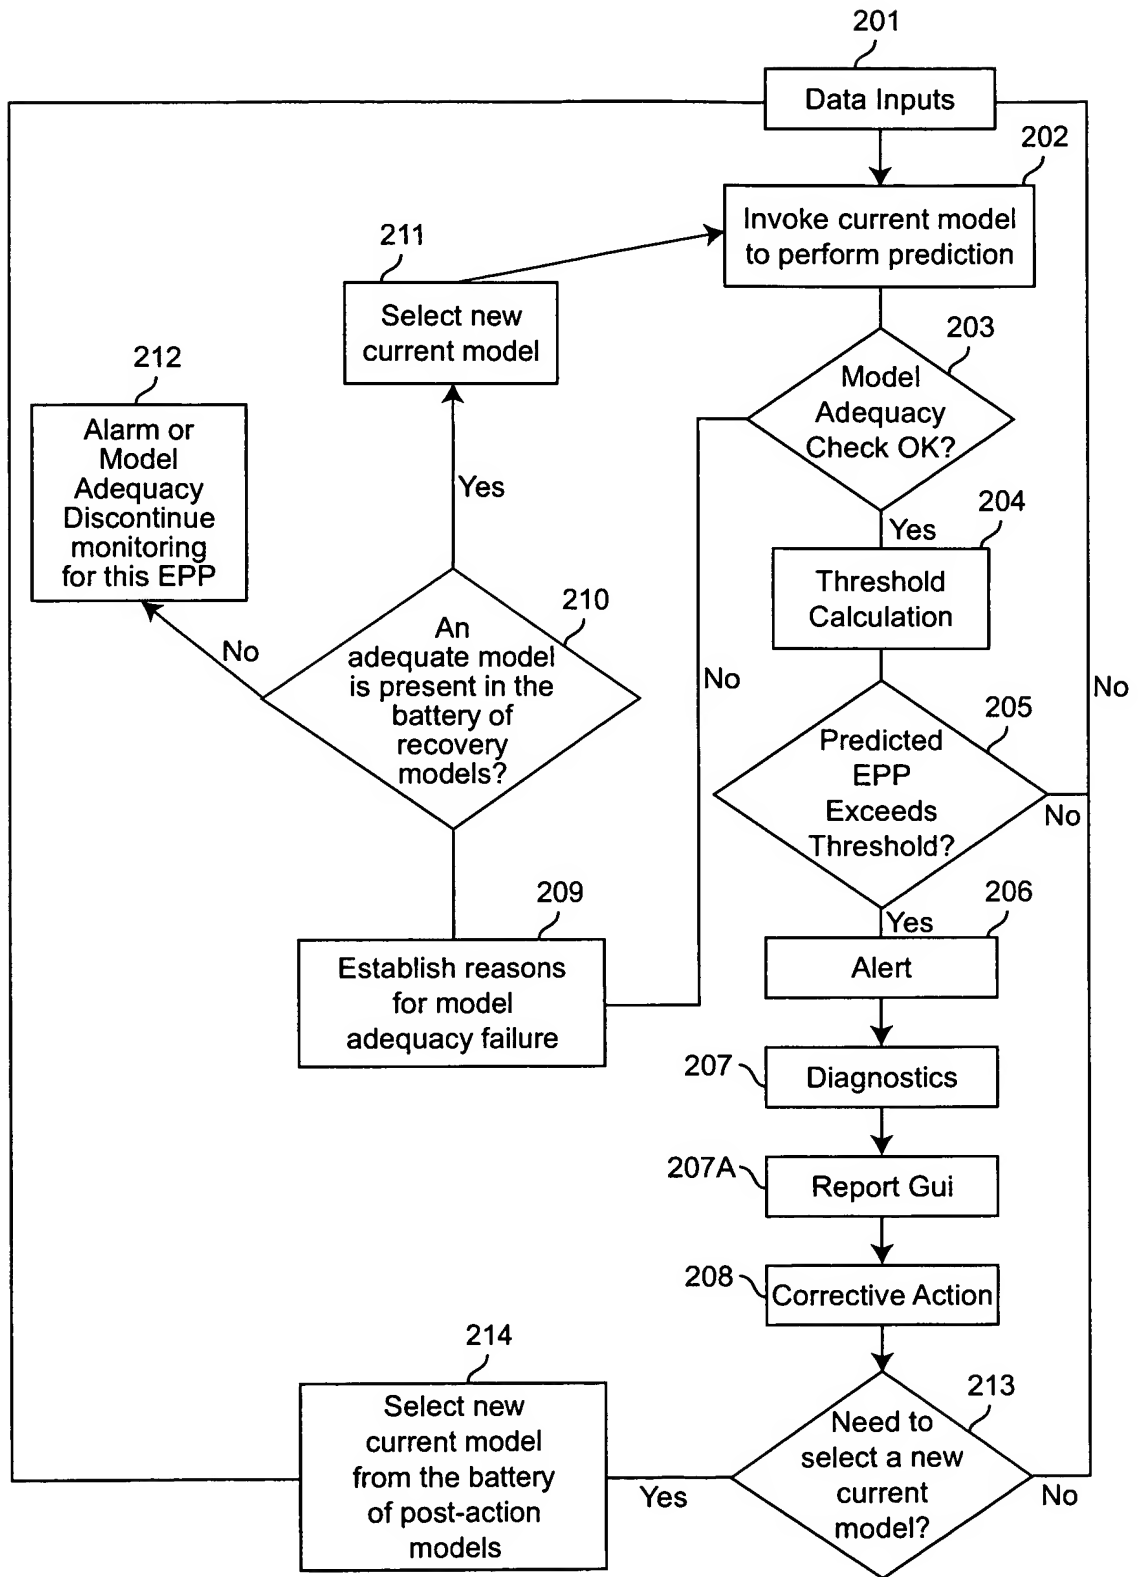 201
Data Inputs
202
Invoke current model
to perform prediction
211
Select new
current model
203
Model
Adequacy
Check OK?
212
Alarm or
Model
Adequacy
Discontinue
monitoring
for this EPP
Yes
204
Yes
Threshold
Calculation
210
An
adequate model
is present in the
battery of
recovery
models?
No
No
No
205
Predicted
EPP
Exceeds
Threshold?
No
209
Establish reasons
for model
adequacy failure
Yes
206
Alert
207
Diagnostics
207A
Report Gui
208
Corrective Action
214
Select new
current model
from the battery
of post-action
models
213
Need to
select a new
current
model?
Yes
No